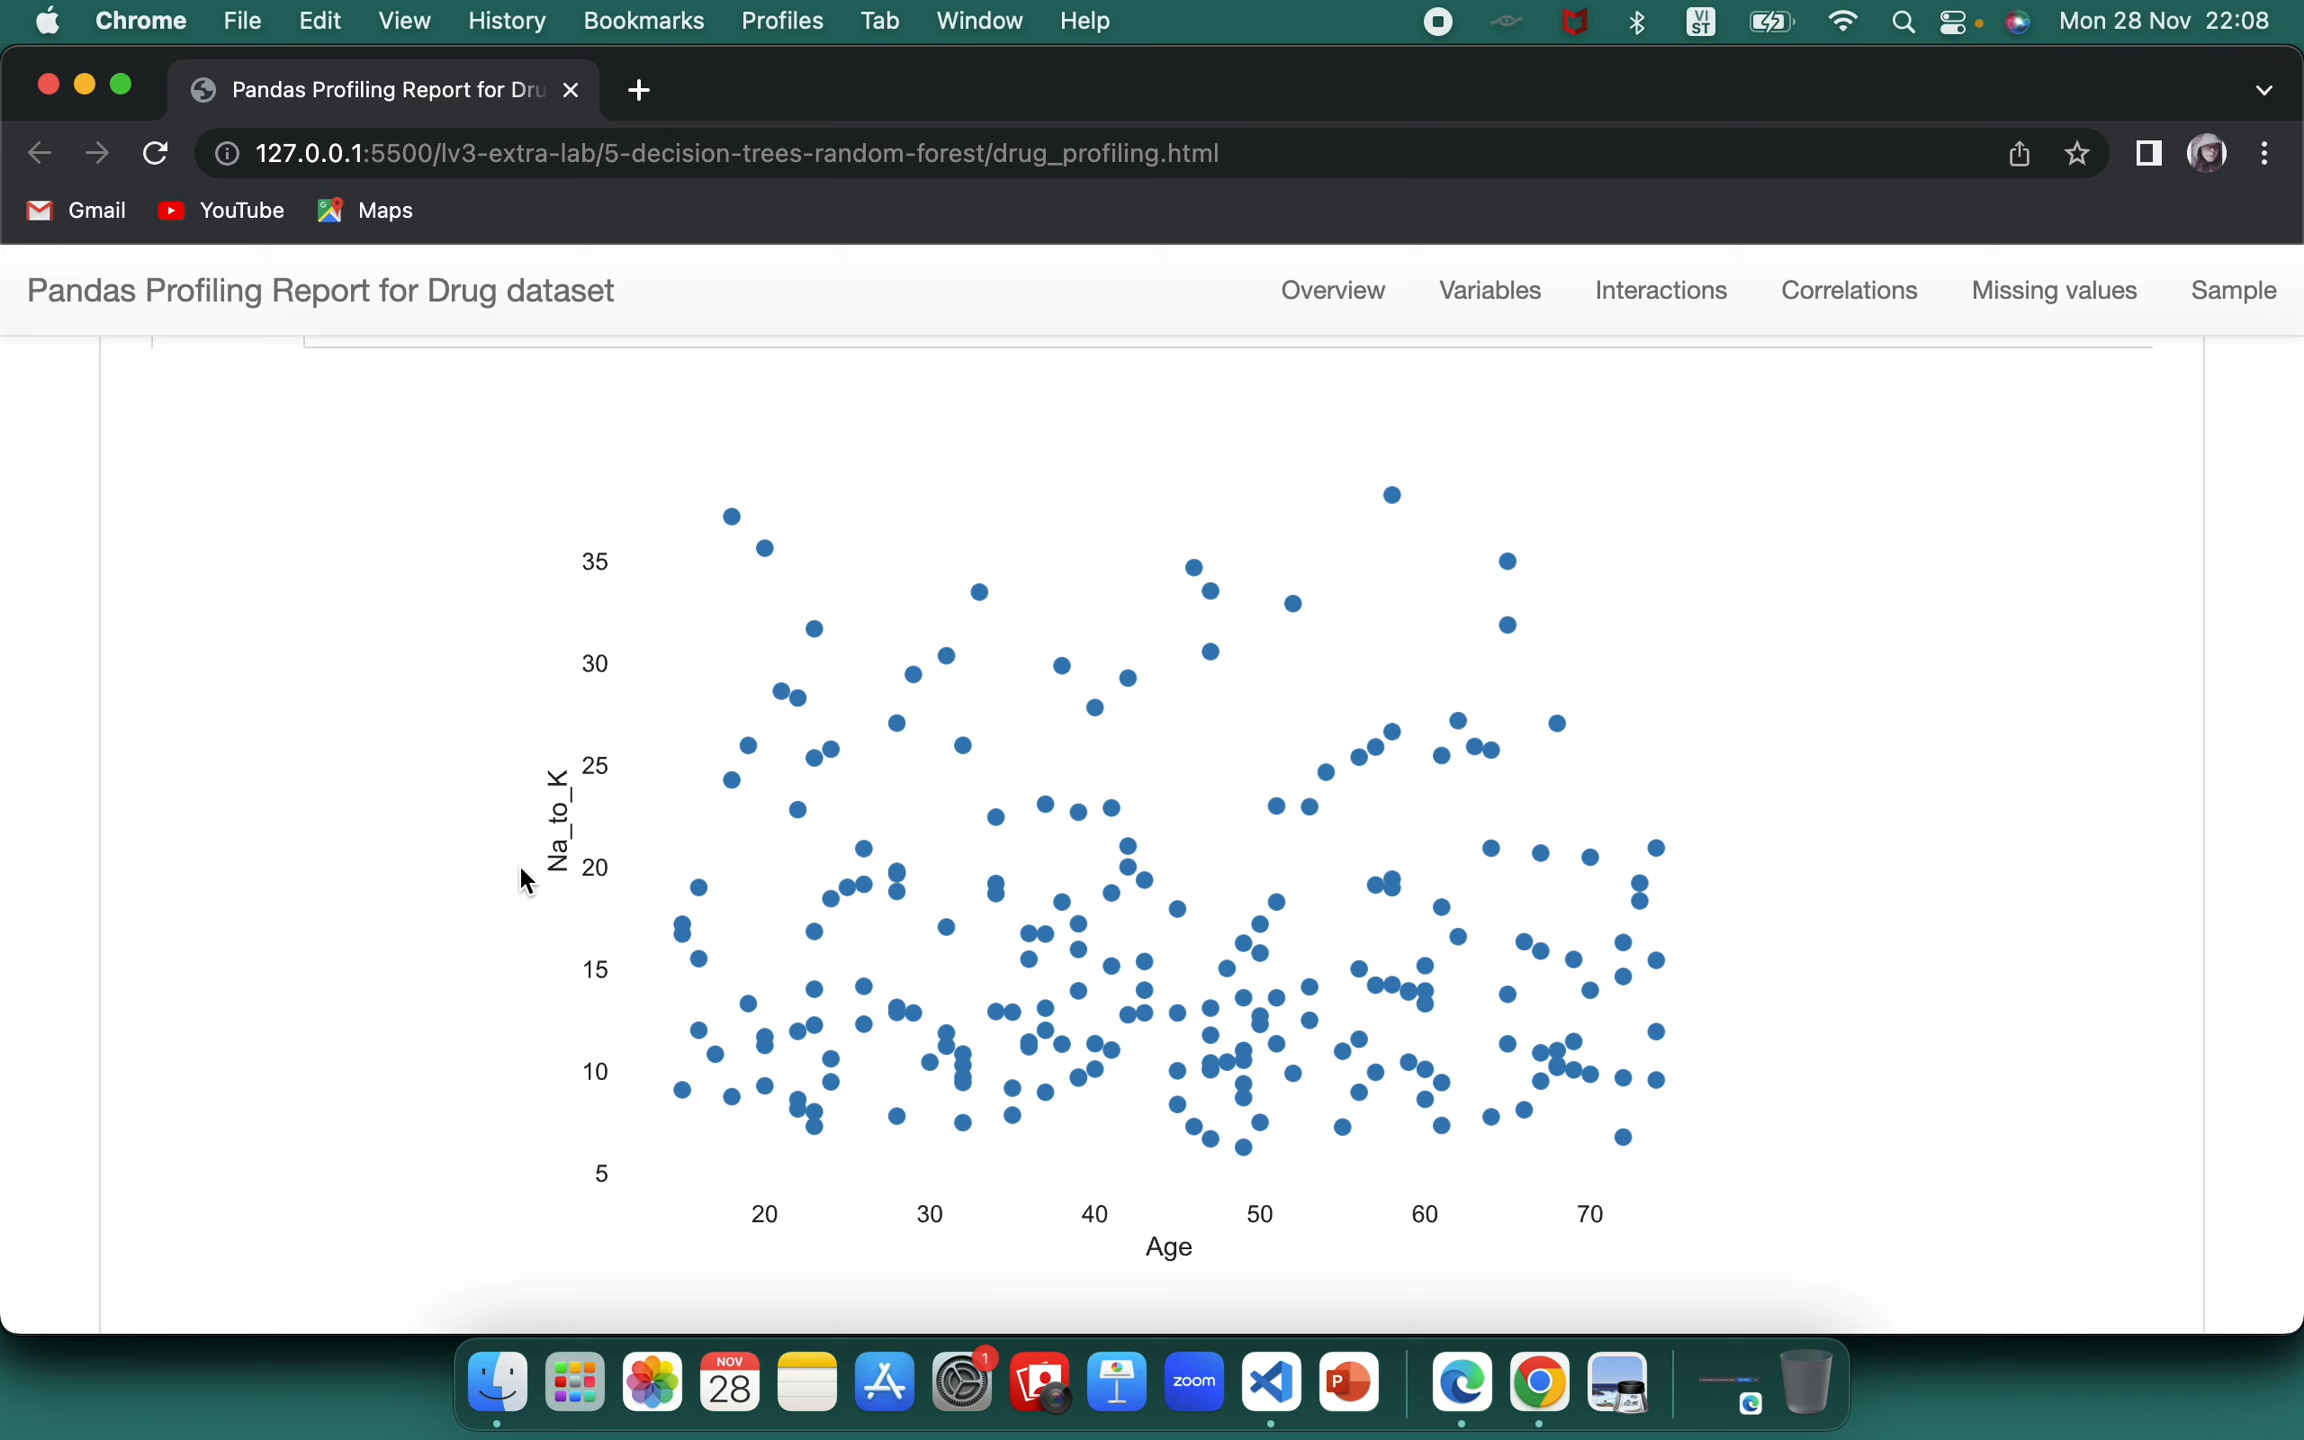 Chrome File Edit View History Bookmarks Profiles Tab Window Help VI ST Mon 28 Nov 22:08
Pandas Profiling Report for Dru
127.0.0.1:5500/lv3-extra-lab/5-decision-trees-random-forest/drug_profiling.html
Gmail YouTube Maps
Pandas Profiling Report for Drug dataset Overview Variables Interactions Correlations Missing values Sample
35
30
25
Na_to_K
20
15
10
5
20 30 40 50 60 70
Age
NOV
28
1
zoom
P